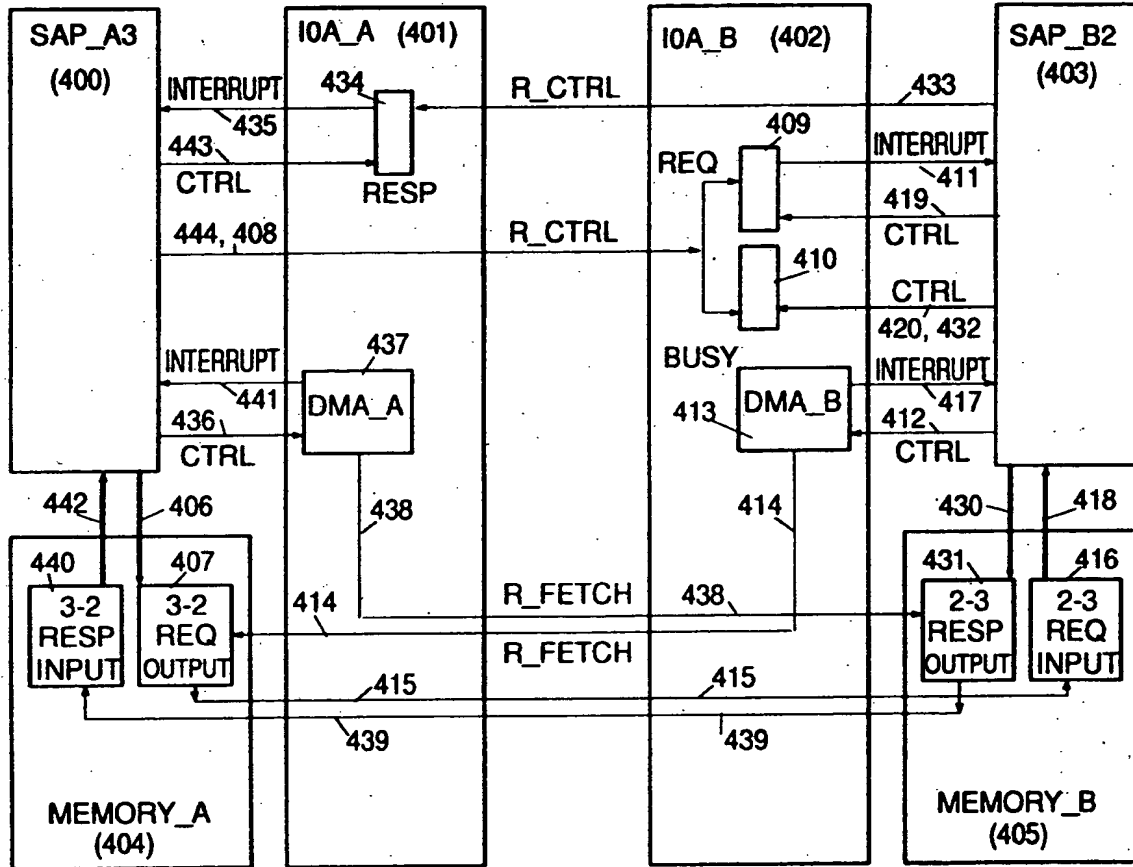 SAP_A3
(400)
I0A_A (401)
I0A_B (402)
SAP_B2
(403)
INTERRUPT
435
434
R_CTRL
433
443
CTRL
RESP
409
REQ
INTERRUPT
411
419
CTRL
444, 408
R_CTRL
410
CTRL
420, 432
INTERRUPT
441
437
DMA_A
436
CTRL
BUSY
DMA_B
413
INTERRUPT
417
412
CTRL
442
406
438
414
430
418
440
3-2
RESP
INPUT
407
3-2
REQ
OUTPUT
414
R_FETCH
438
R_FETCH
431
2-3
RESP
OUTPUT
416
2-3
REQ
INPUT
415
415
439
439
MEMORY_A
(404)
MEMORY_B
(405)